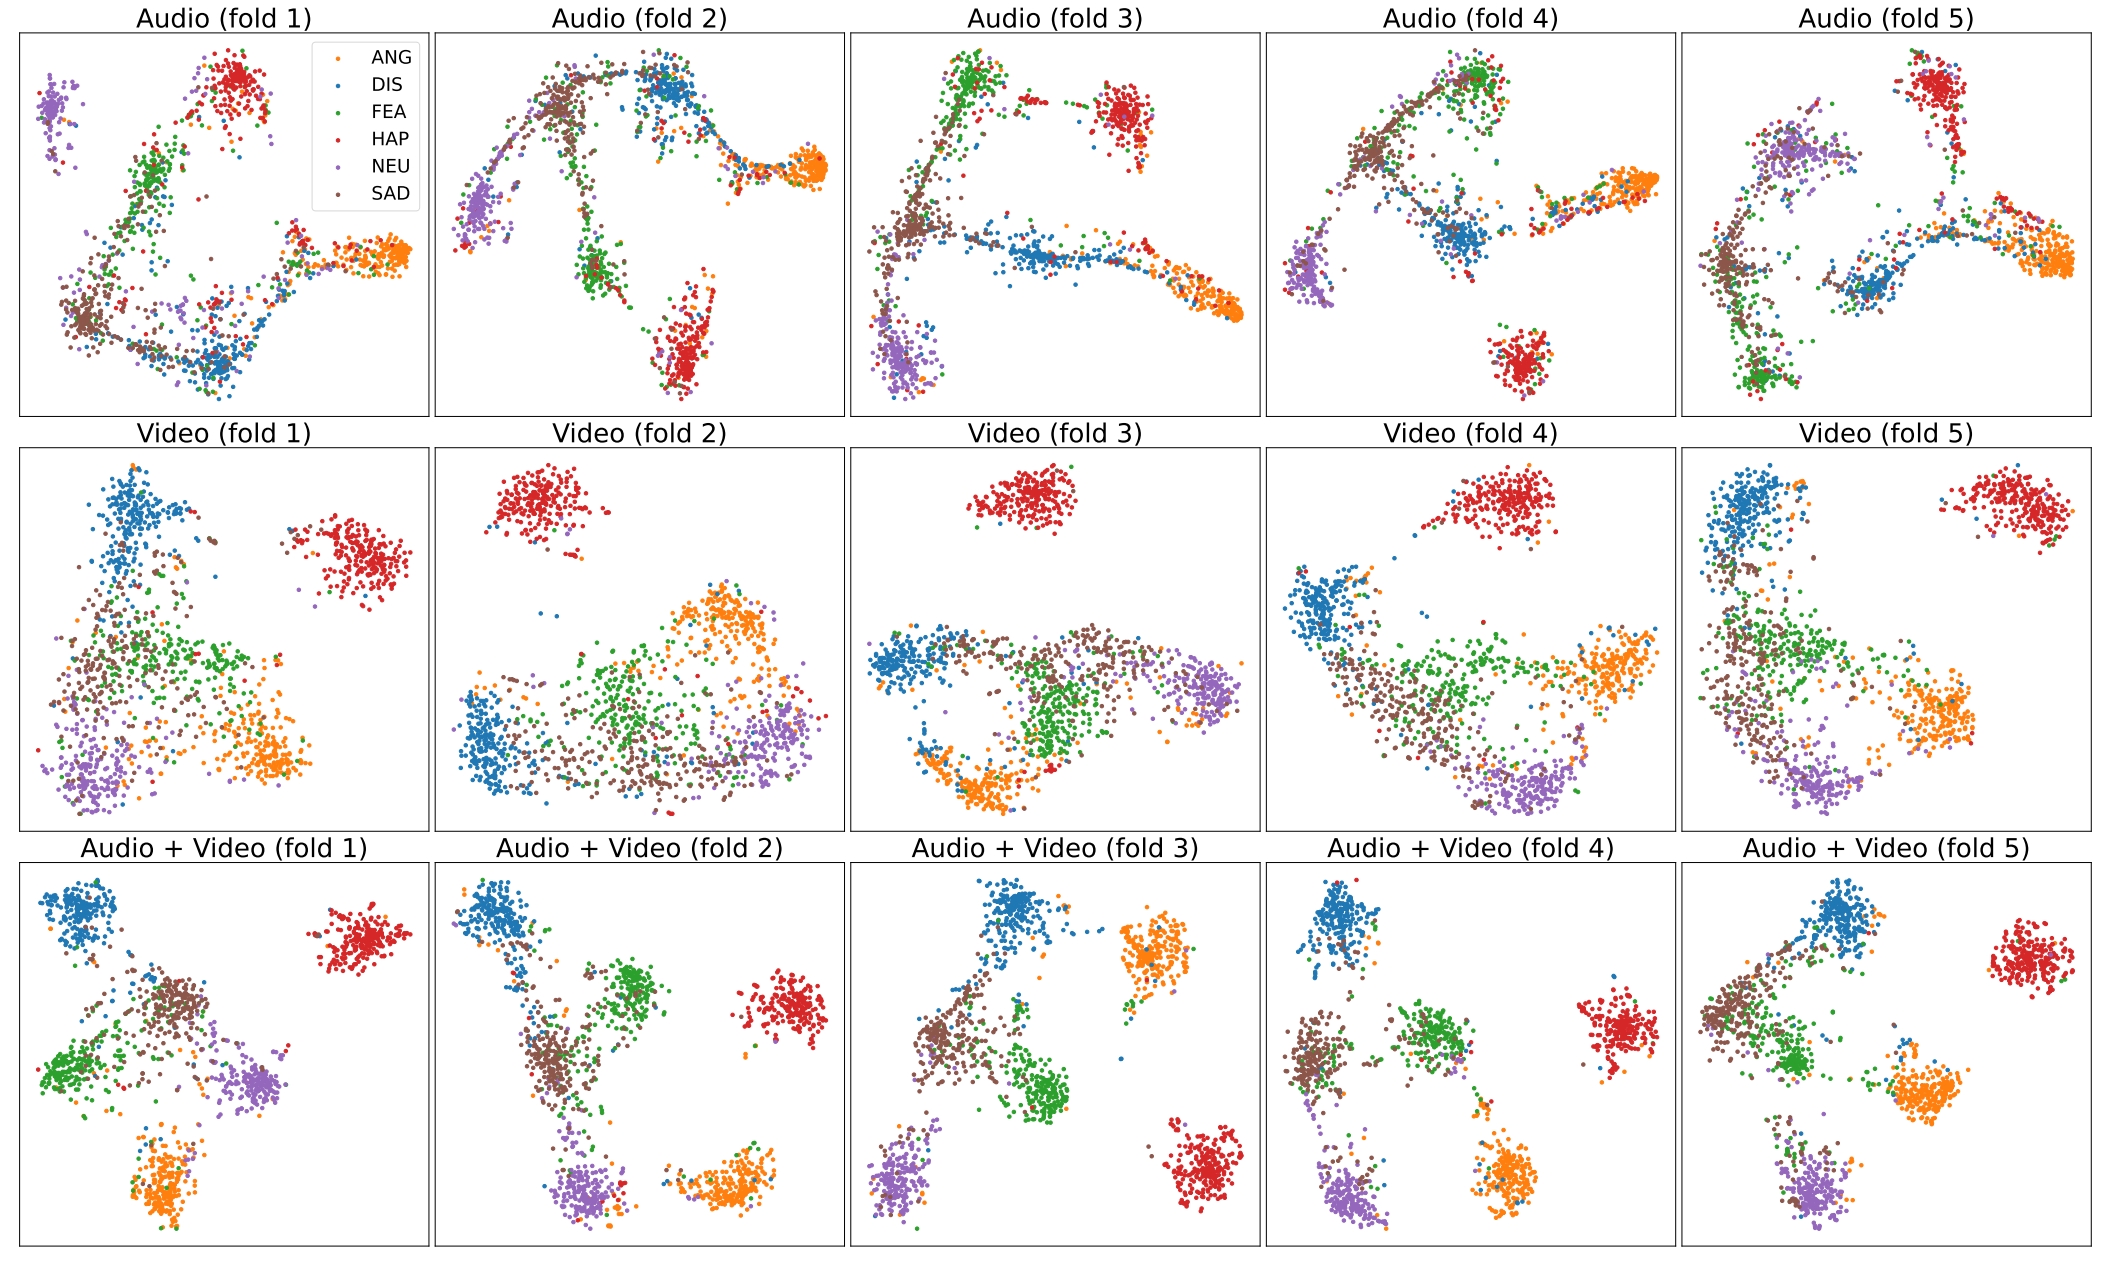 Audio (fold 1)
Audio (fold 2)
Audio (fold 3)
Audio (fold 4)
Audio (fold 5)
ANG
DIS
FEA
HAP
NEU
SAD
Video (fold 1)
Video (fold 2)
Video (fold 3)
Video (fold 4)
Video (fold 5)
Audio + Video (fold 1)
Audio + Video (fold 2)
Audio + Video (fold 3)
Audio + Video (fold 4)
Audio + Video (fold 5)